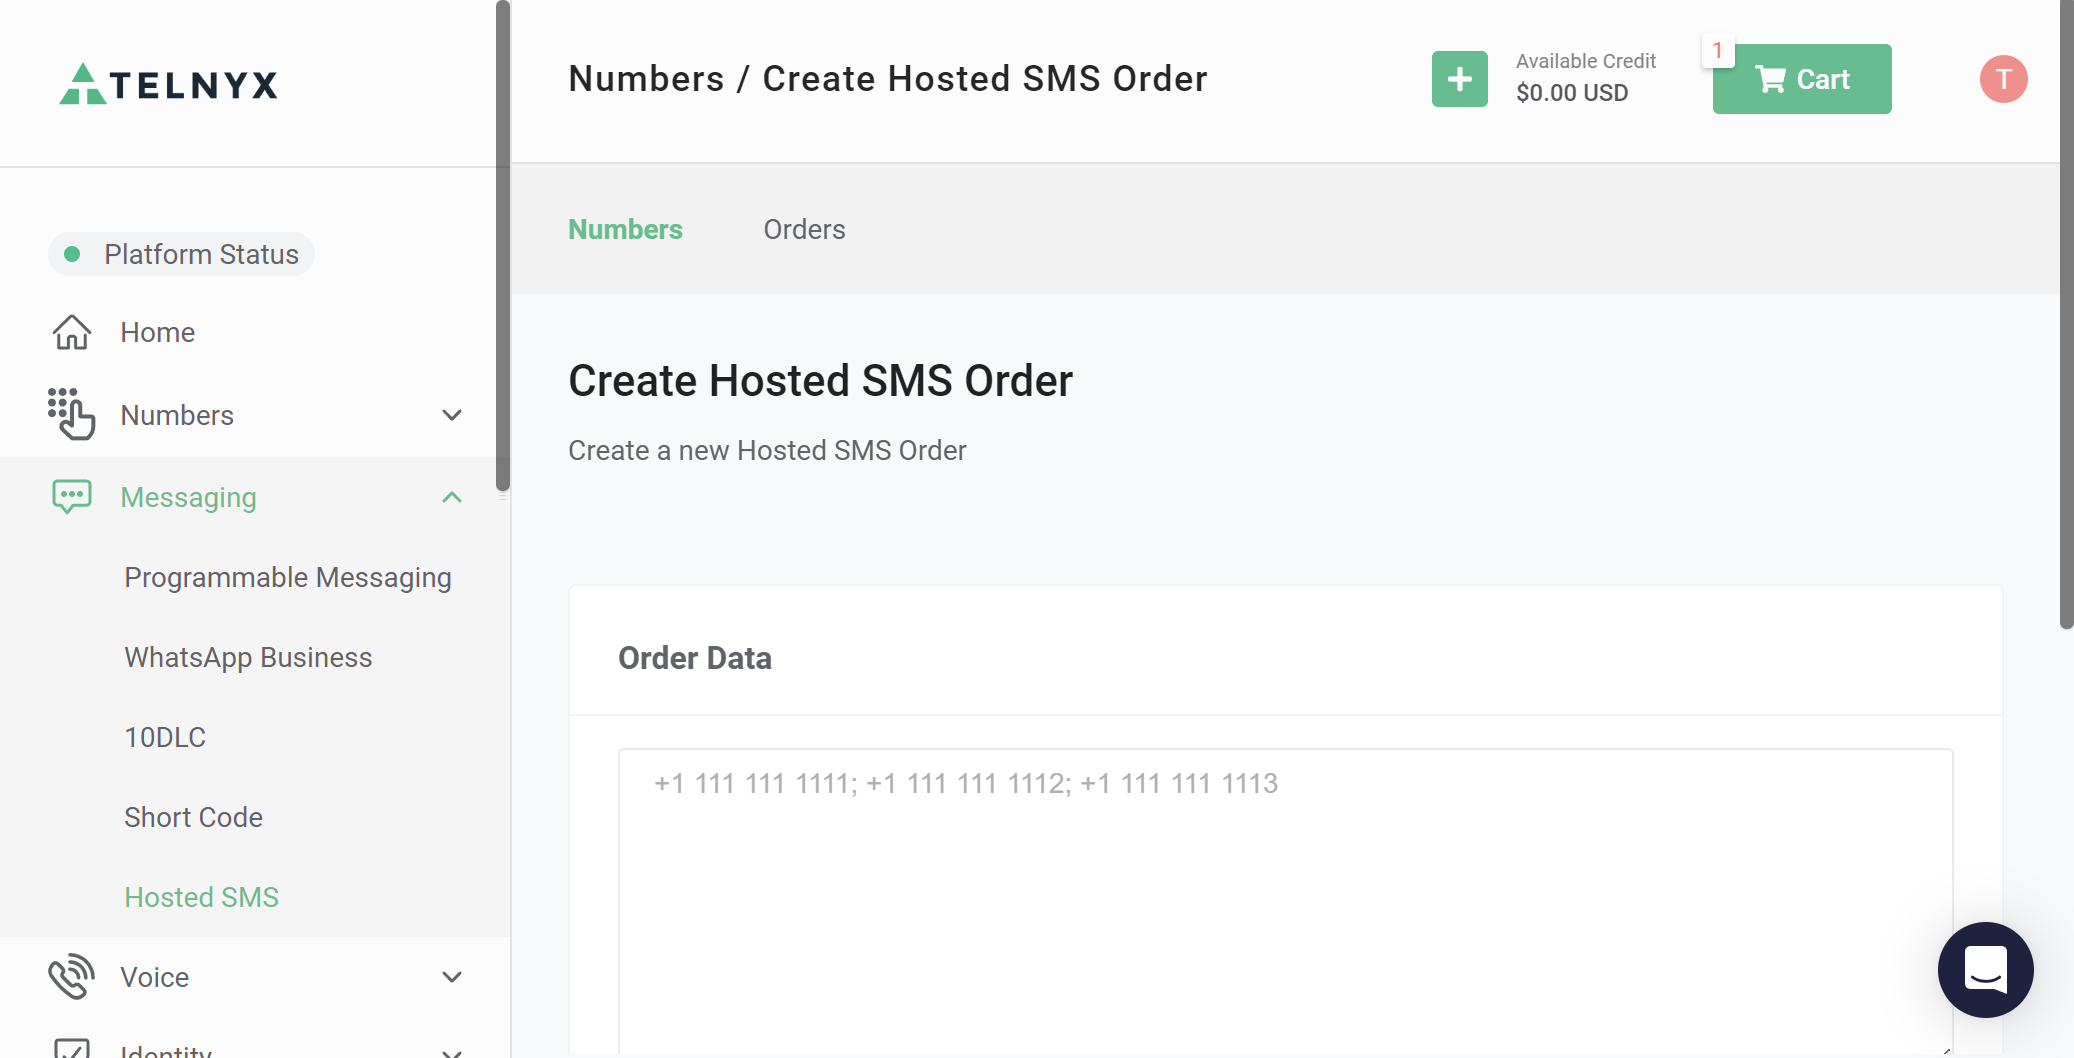 TELNYX
Numbers / Create Hosted SMS Order
Available Credit
$0.00 USD
1
Cart
T
Platform Status
Home
Numbers
Messaging
Programmable Messaging
WhatsApp Business
10DLC
Short Code
Hosted SMS
Voice
Identity
Numbers
Orders
Create Hosted SMS Order
Create a new Hosted SMS Order
Order Data
+1 111 111 1111; +1 111 111 1112; +1 111 111 1113